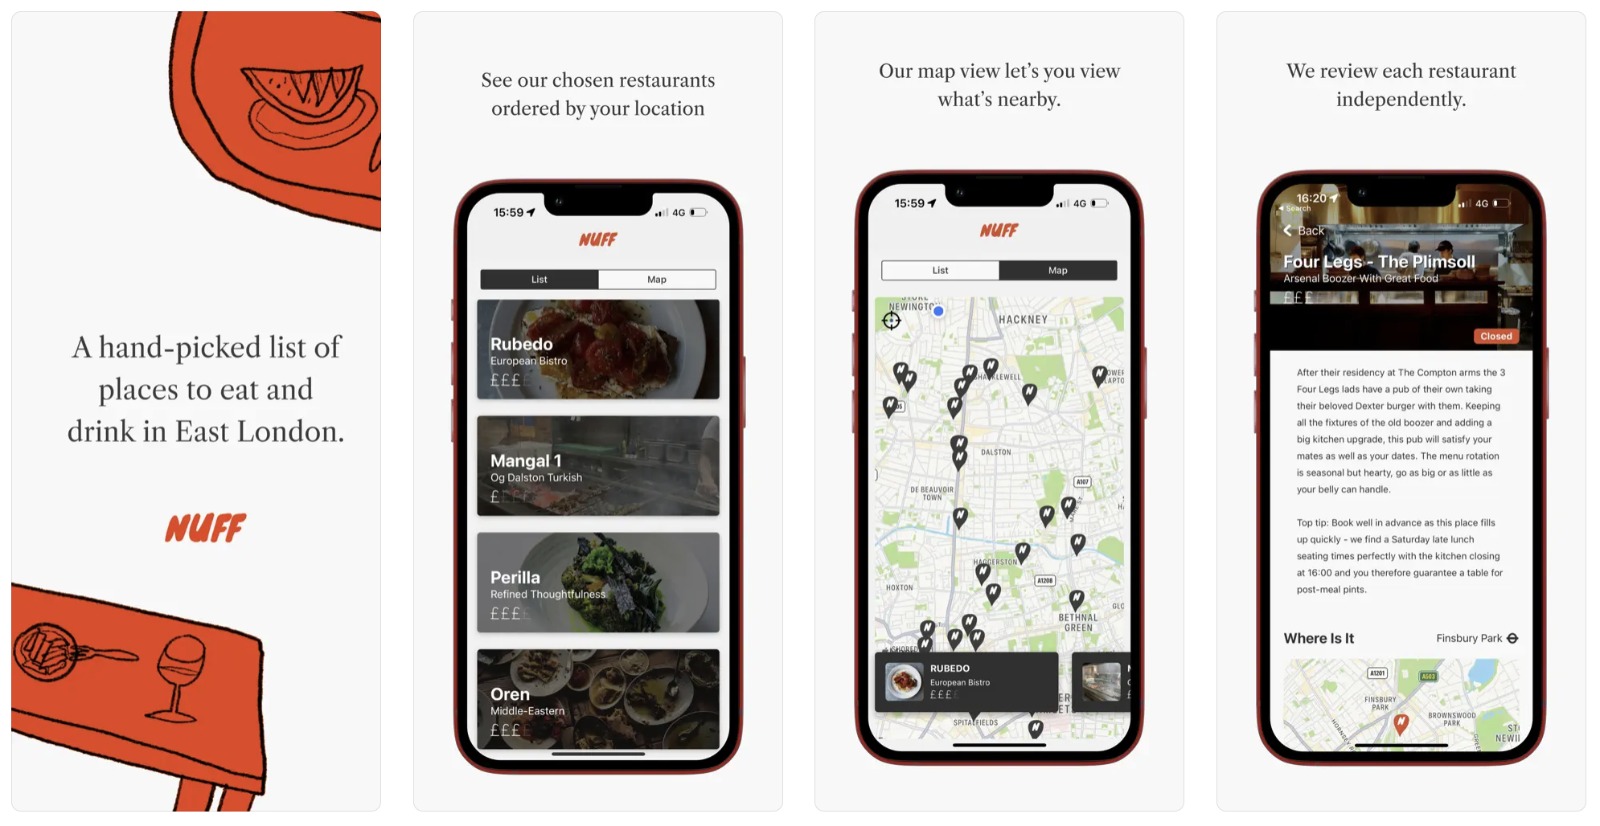 A hand-picked list of
places to eat and
drink in East London.
NUFF
See our chosen restaurants
ordered by your location
15:59
4G
NUFF
List
Map
Rubedo
European Bistro
£££
Mangal 1
Og Dalston Turkish
£
Perilla
Refined Thoughtfulness
£££
Oren
Middle-Eastern
£££
Our map view let's you view
what's nearby.
15:59
4G
NUFF
List
Map
NEWINGTON
HACKNEY
DALSTON
DE BEAUVOIR
TOWN
A107
HAGGERSTON
A1208
HOXTON
BETHNAL
GREEN
RUBEDO
European Bistro
£££
SPITALFIELDS
We review each restaurant
independently.
16:20
4G
Search
Back
Four Legs - The Plimsoll
Arsenal Boozer With Great Food
£££
Closed
After their residency at The Compton arms the 3
Four Legs lads have a pub of their own taking
their beloved Dexter burger with them. Keeping
all the fixtures of the old boozer and adding a
big kitchen upgrade, this pub will satisfy your
mates as well as your dates. The menu rotation
is seasonal but hearty, go as big or as little as
your belly can handle.
Top tip: Book well in advance as this place fills
up quickly - we find a Saturday late lunch
seating times perfectly with the kitchen closing
at 16:00 and you therefore guarantee a table for
post-meal pints.
Where Is It
Finsbury Park
A1201
A503
FINSBURY
PARK
BROWNSWOOD
PARK